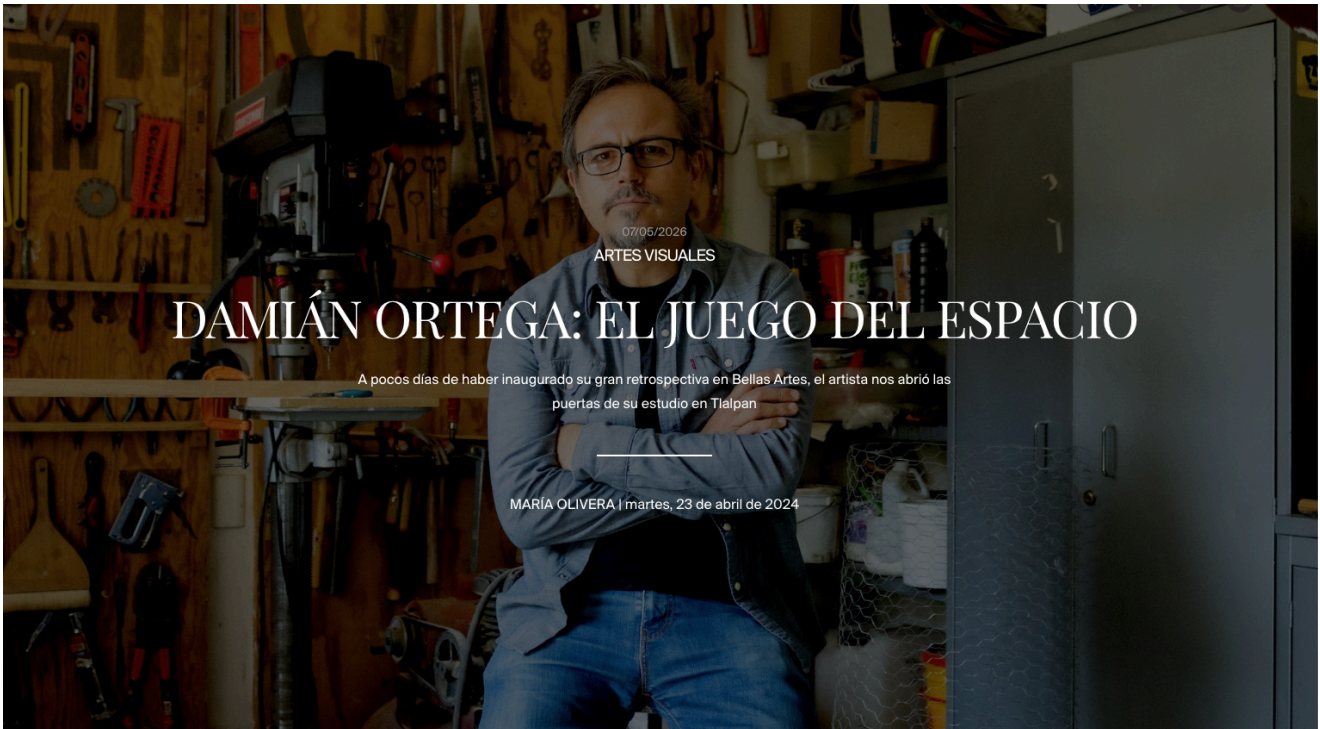 07/05/2026
ARTES VISUALES
DAMIÁN ORTEGA: EL JUEGO DEL ESPACIO
A pocos días de haber inaugurado su gran retrospectiva en Bellas Artes, el artista nos abrió las
puertas de su estudio en Tlalpan
MARÍA OLIVERA | martes, 23 de abril de 2024